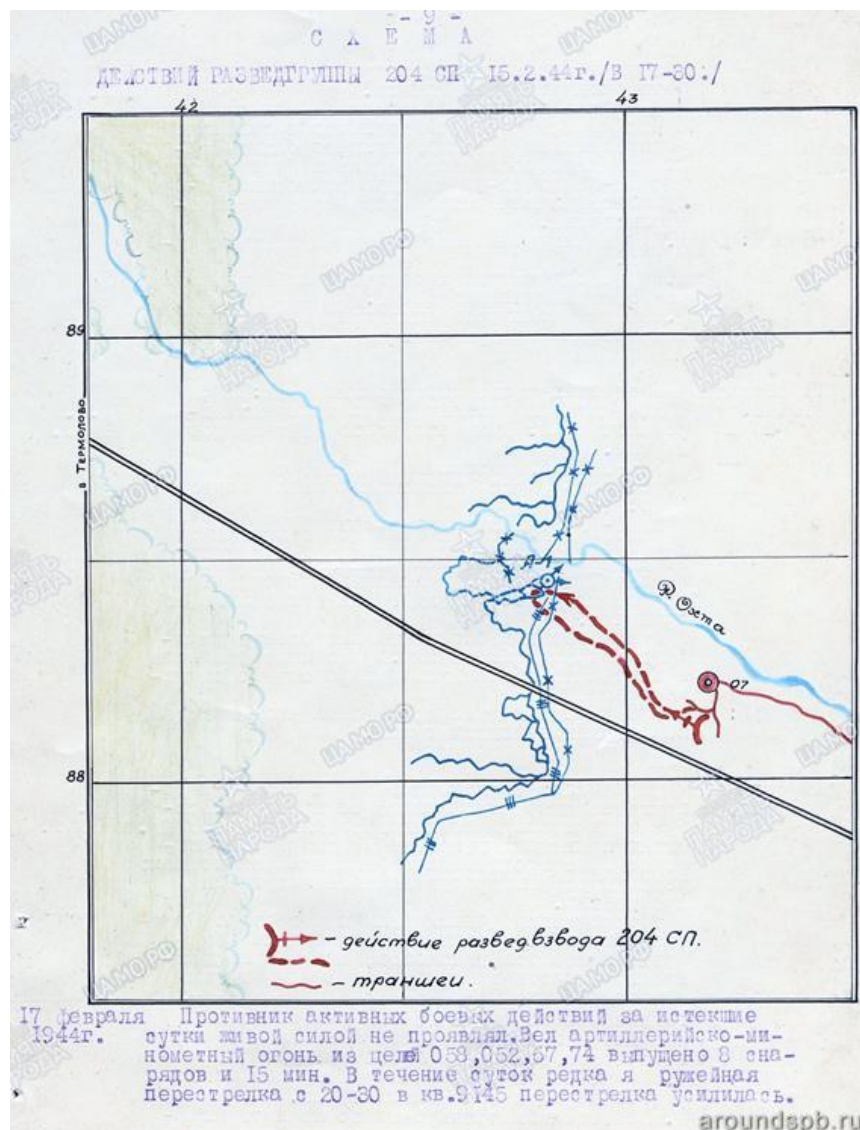 - 9 -
С Х Е М А
ДЕЙСТВИЙ РАЗВЕДГРУППЫ 204 СП 15.2.44г./В 17-30./
42 43
89
в Термолово
Р. Охта
07
88
- действие развед.взвода 204 СП.
- траншеи.
17 февраля Противник активных боевых действий за истекшие
1944г. сутки живой силой не проявлял.Вел артиллерийско-ми-
нометный огонь из целей 058,052,67,74 выпущено 8 сна-
рядов и 15 мин. В течение суток редка я ружейная
перестрелка с 20-30 в кв.9145 перестрелка усилилась.
ЦАМО РФ
ПАМЯТЬ НАРОДА
aroundspb.ru